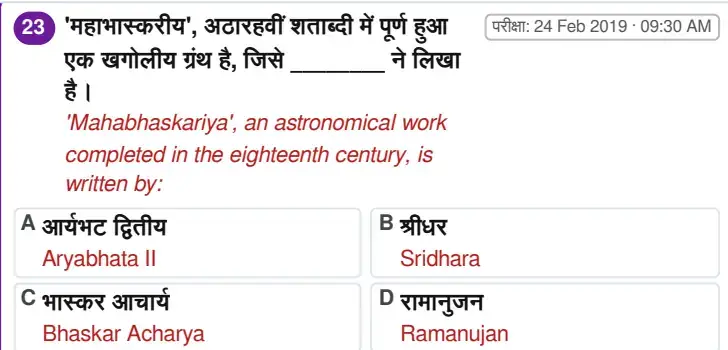 23 'महाभास्करीय', अठारहवीं शताब्दी में पूर्ण हुआ परीक्षा: 24 Feb 2019 · 09:30 AM
एक खगोलीय ग्रंथ है, जिसे ________ ने लिखा
है।
'Mahabhaskariya', an astronomical work
completed in the eighteenth century, is
written by:
A आर्यभट द्वितीय B श्रीधर
Aryabhata II Sridhara
C भास्कर आचार्य D रामानुजन
Bhaskar Acharya Ramanujan